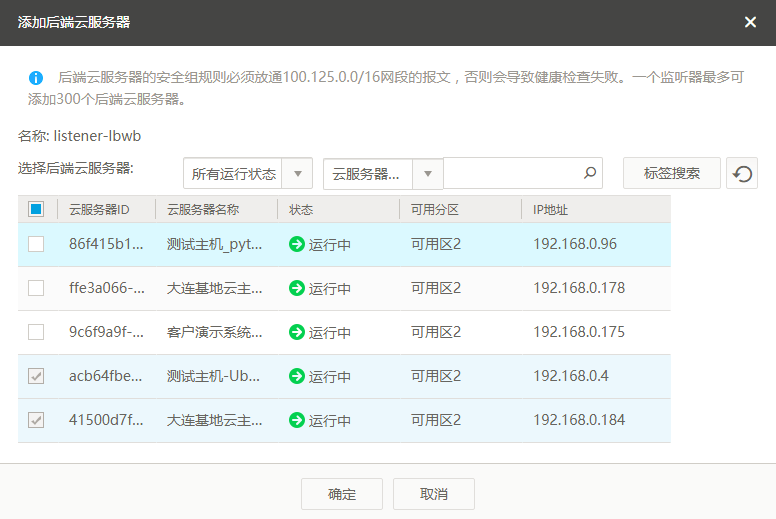 添加后端云服务器
后端云服务器的安全组规则必须放通100.125.0.0/16网段的报文，否则会导致健康检查失败。一个监听器最多可
添加300个后端云服务器。
名称: listener-lbwb
选择后端云服务器: 所有运行状态 云服务器... 标签搜索
云服务器ID 云服务器名称 状态 可用分区 IP地址
86f415b1... 测试主机_pyt... 运行中 可用区2 192.168.0.96
ffe3a066-... 大连基地云主... 运行中 可用区2 192.168.0.178
9c6f9a9f-... 客户演示系统... 运行中 可用区2 192.168.0.175
acb64fbe... 测试主机-Ub... 运行中 可用区2 192.168.0.4
41500d7f... 大连基地云主... 运行中 可用区2 192.168.0.184
确定 取消